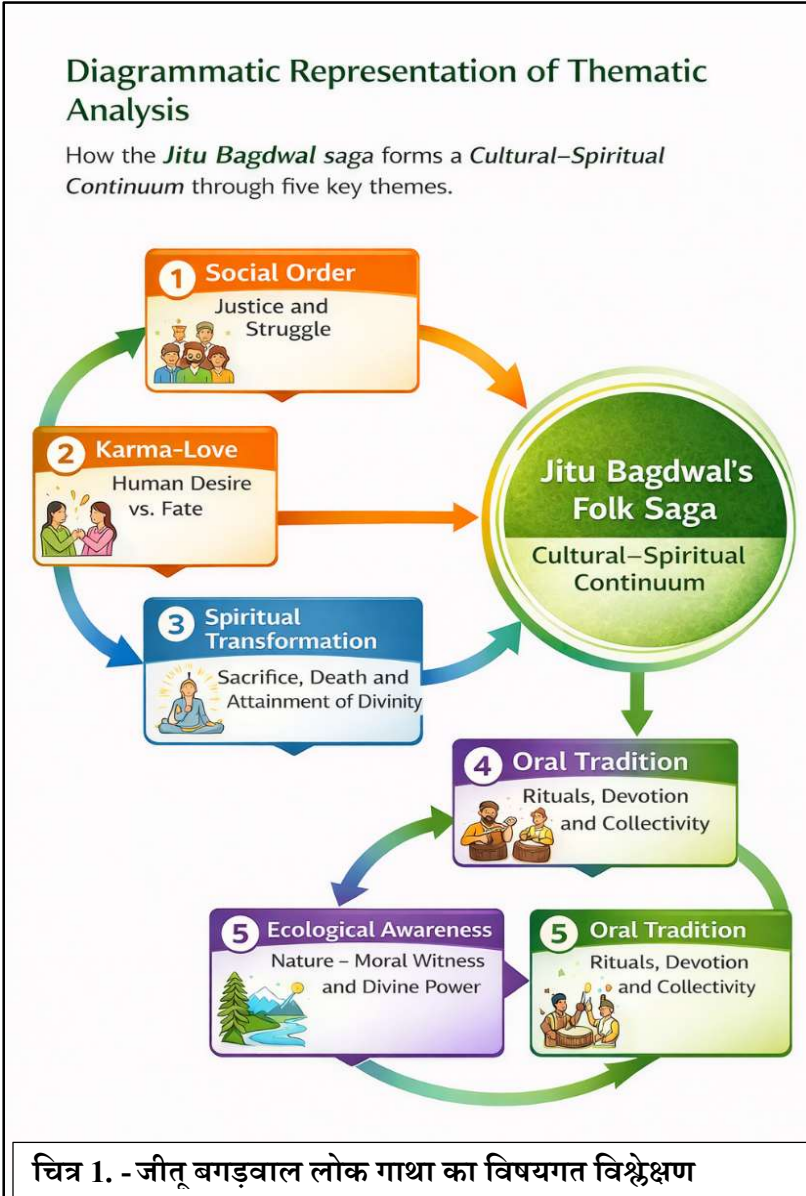 Diagrammatic Representation of Thematic
Analysis
How the Jitu Bagdwal saga forms a Cultural–Spiritual
Continuum through five key themes.
1 Social Order
Justice and
Struggle
2 Karma-Love
Human Desire
vs. Fate
3 Spiritual
Transformation
Sacrifice, Death and
Attainment of Divinity
Jitu Bagdwal's
Folk Saga
Cultural–Spiritual
Continuum
4 Oral Tradition
Rituals, Devotion
and Collectivity
5 Ecological Awareness
Nature – Moral Witness
and Divine Power
5 Oral Tradition
Rituals, Devotion
and Collectivity
चित्र 1. - जीतू बगड़वाल लोक गाथा का विषयगत विश्लेक्षण